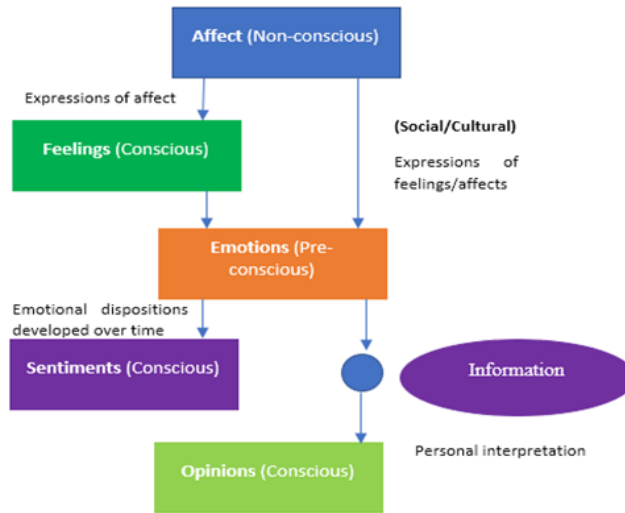 Affect (Non-conscious)
Expressions of affect
Feelings (Conscious)
(Social/Cultural)
Expressions of
feelings/affects
Emotions (Pre-
conscious)
Emotional dispositions
developed over time
Sentiments (Conscious)
Information
Personal interpretation
Opinions (Conscious)